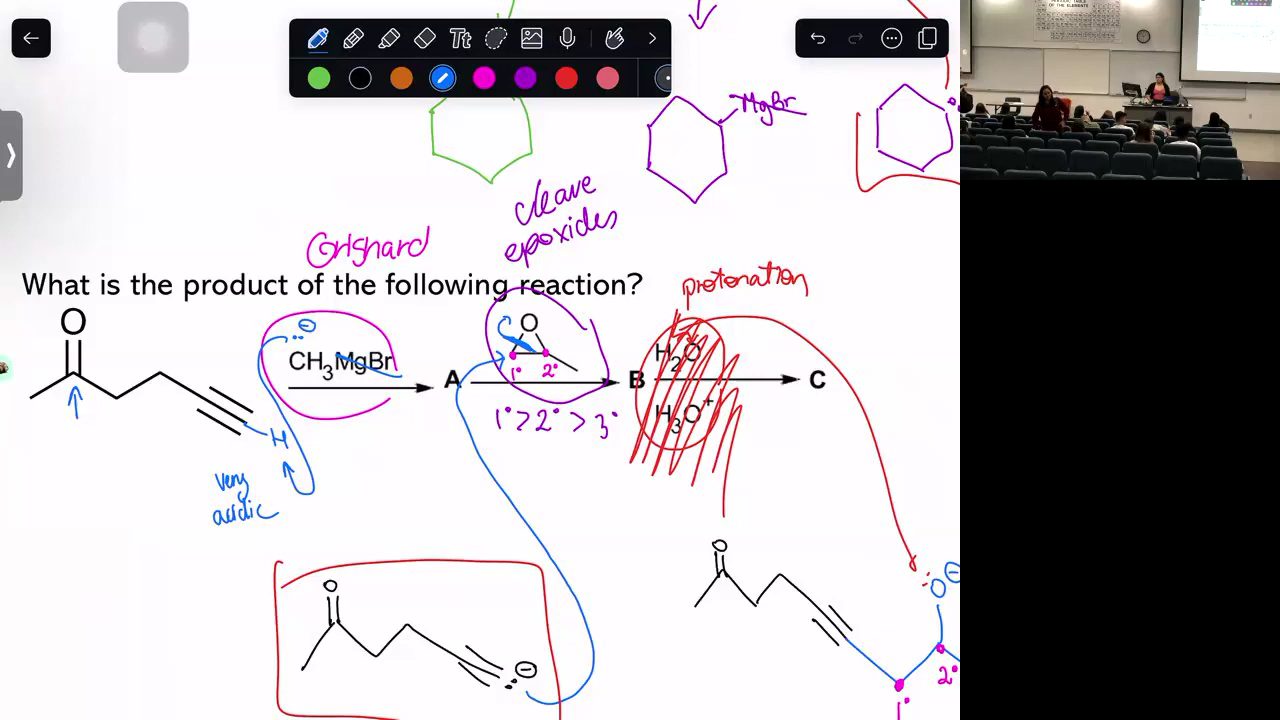 Tt
MgBr
cleave
epoxides
Grignard
What is the product of the following reaction?
protonation
O
O
⊖
CH3MgBr
A
1° 2°
B
H2O
H3O+
C
1° > 2° > 3°
H
very
acidic
O
⊖
O
O ⊖
2°
1°